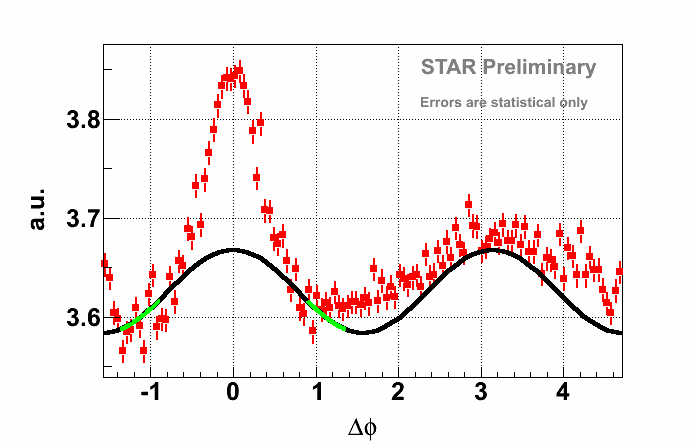 STAR Preliminary
Errors are statistical only
3.8
3.7
3.6
a.u.
-1 0 1 2 3 4
Δϕ